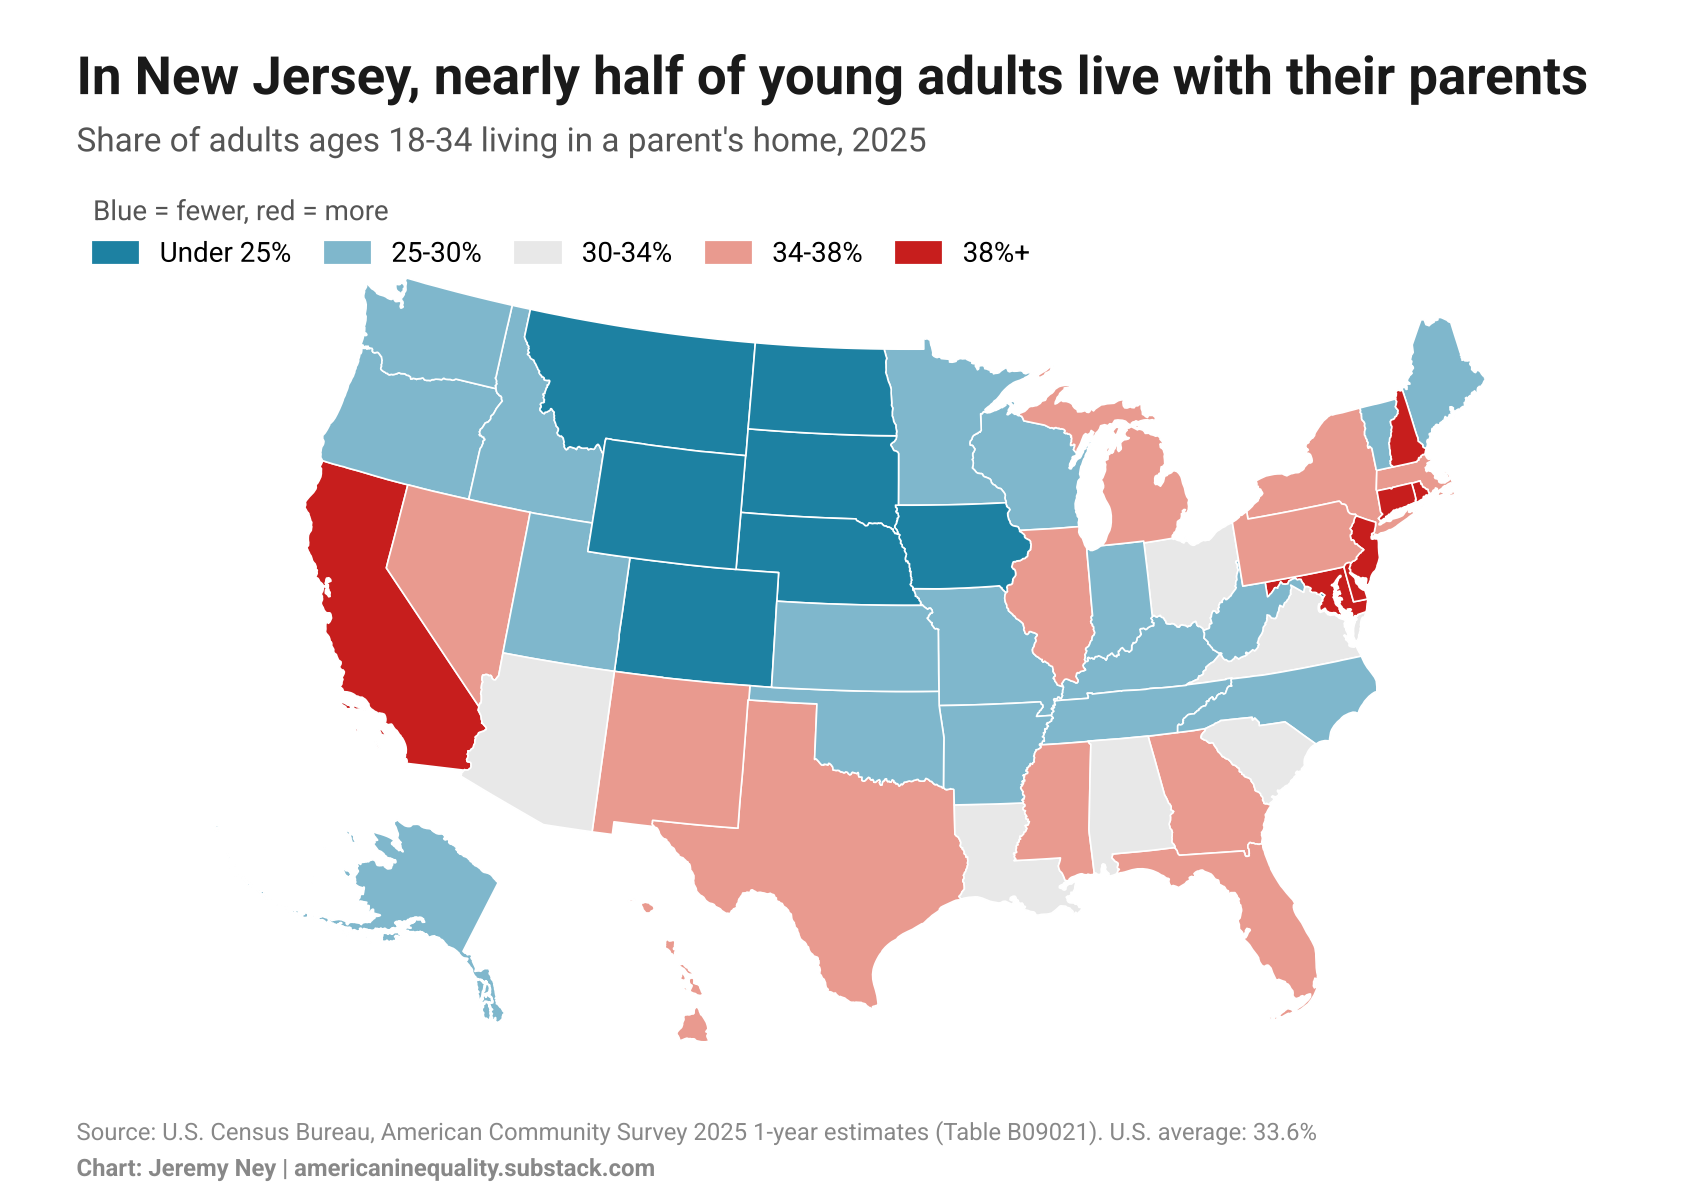 In New Jersey, nearly half of young adults live with their parents
Share of adults ages 18-34 living in a parent's home, 2025
Blue = fewer, red = more
Under 25% 25-30% 30-34% 34-38% 38%+
Source: U.S. Census Bureau, American Community Survey 2025 1-year estimates (Table B09021). U.S. average: 33.6%
Chart: Jeremy Ney | americaninequality.substack.com